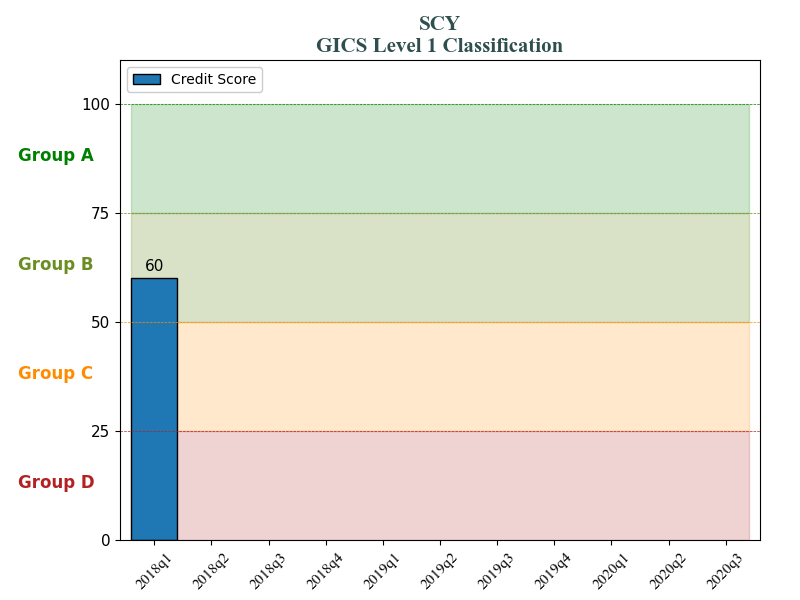 SCY
GICS Level 1 Classification
Credit Score
100
Group A
75
Group B
60
50
Group C
25
Group D
0
2018q1
2018q2
2018q3
2018q4
2019q1
2019q2
2019q3
2019q4
2020q1
2020q2
2020q3